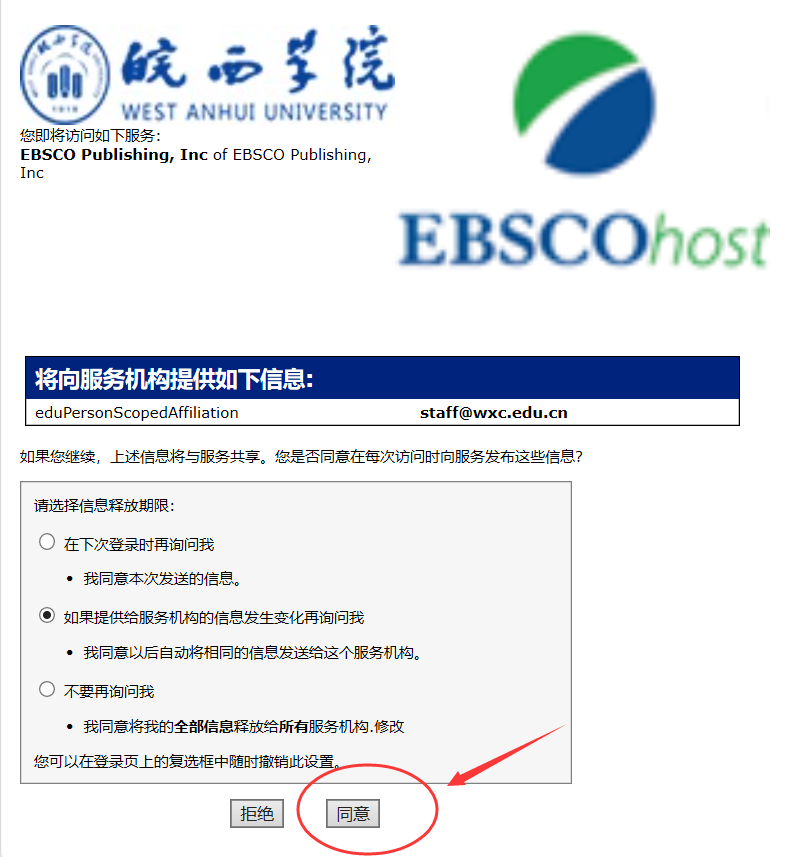 皖西学院
WEST ANHUI UNIVERSITY
您即将访问如下服务:
EBSCO Publishing, Inc of EBSCO Publishing,
Inc
EBSCOhost
将向服务机构提供如下信息:
eduPersonScopedAffiliation staff@wxc.edu.cn
如果您继续，上述信息将与服务共享。您是否同意在每次访问时向服务发布这些信息?
请选择信息释放期限:
在下次登录时再询问我
我同意本次发送的信息。
如果提供给服务机构的信息发生变化再询问我
我同意以后自动将相同的信息发送给这个服务机构。
不要再询问我
我同意将我的全部信息释放给所有服务机构.修改
您可以在登录页上的复选框中随时撤销此设置。
拒绝 同意